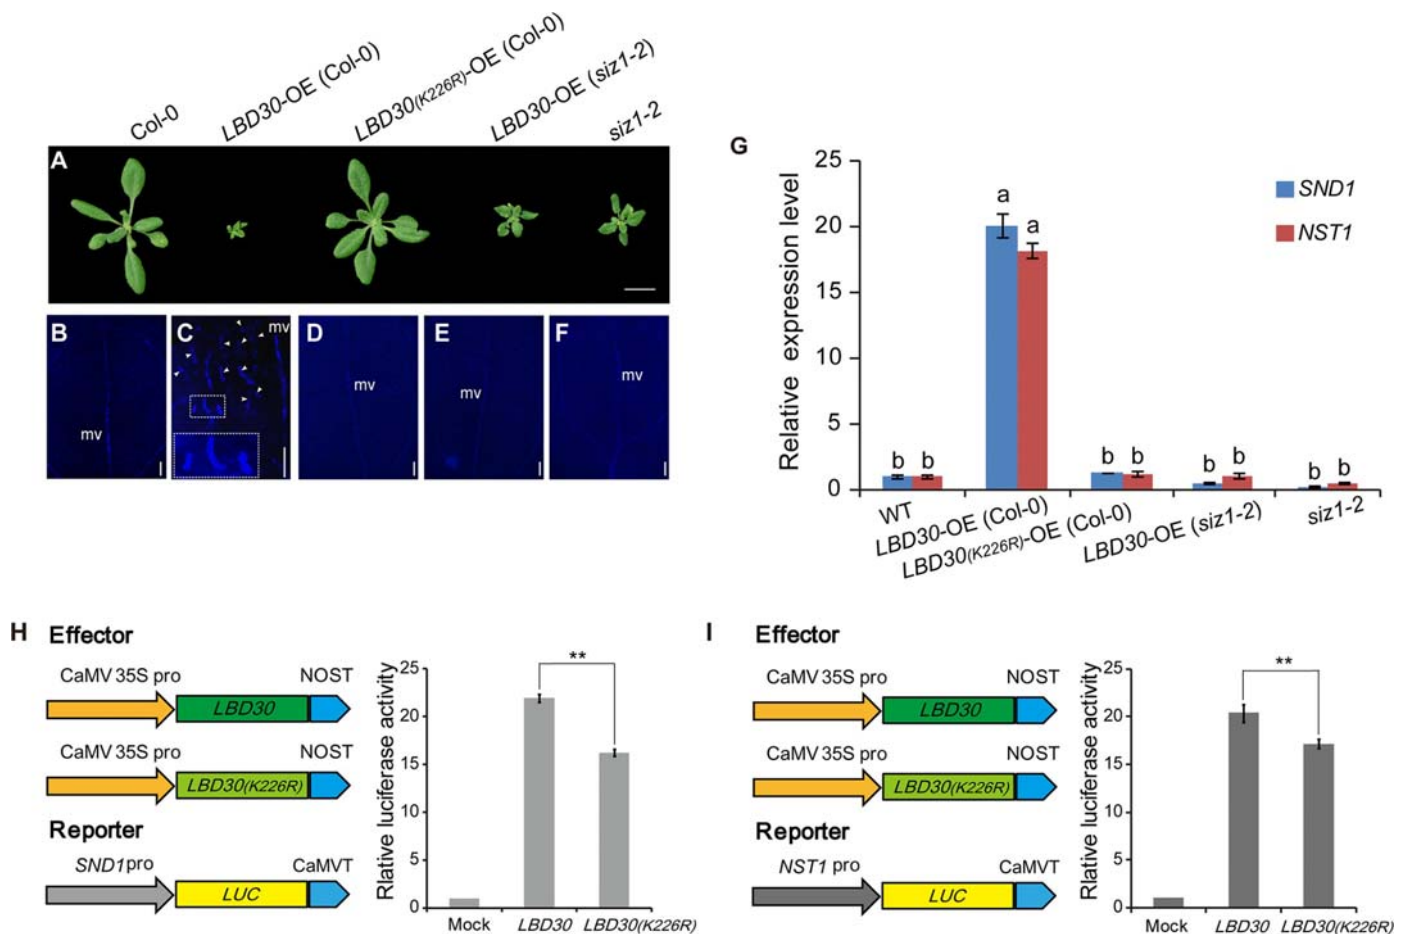 Col-0
LBD30-OE (Col-0)
LBD30(K226R)-OE (Col-0)
LBD30-OE (siz1-2)
siz1-2
A
B
mv
C
mv
D
mv
E
mv
F
mv
G
Relative expression level
25
20
15
10
5
0
a
a
b b
b b
b b
b b
SND1
NST1
WT
LBD30-OE (Col-0)
LBD30(K226R)-OE (Col-0)
LBD30-OE (siz1-2)
siz1-2
H
Effector
CaMV 35S pro
NOST
LBD30
CaMV 35S pro
NOST
LBD30(K226R)
Reporter
SND1pro
CaMVT
LUC
Rlative luciferase activity
25
20
15
10
5
0
**
Mock
LBD30
LBD30(K226R)
I
Effector
CaMV 35S pro
NOST
LBD30
CaMV 35S pro
NOST
LBD30(K226R)
Reporter
NST1 pro
CaMVT
LUC
Rlative luciferase activity
25
20
15
10
5
0
**
Mock
LBD30
LBD30(K226R)